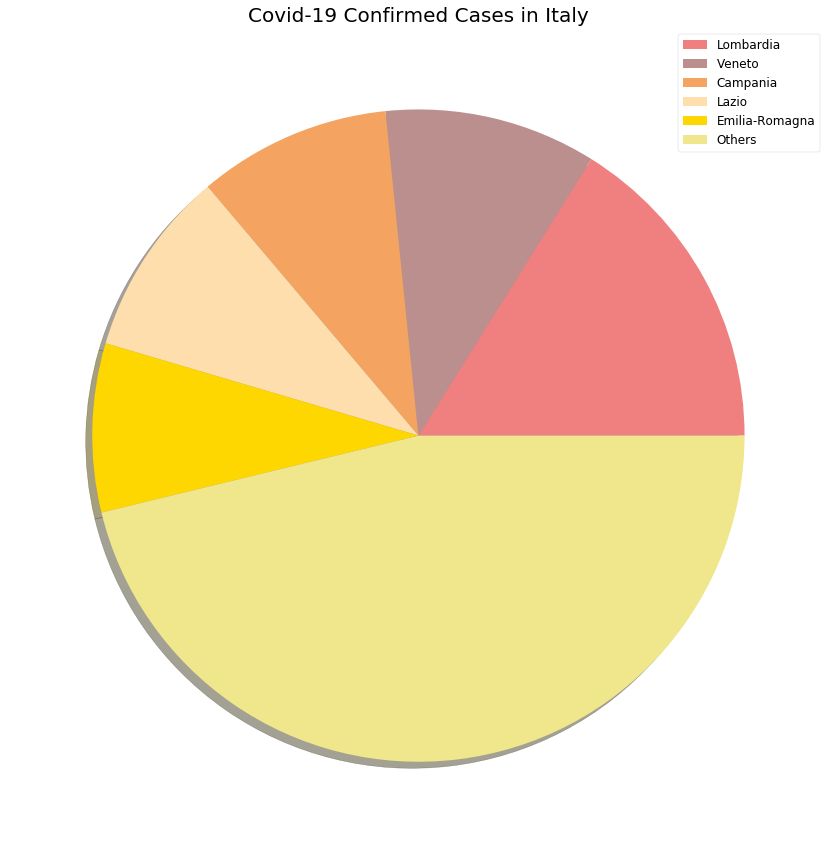 Covid-19 Confirmed Cases in Italy
Lombardia
Veneto
Campania
Lazio
Emilia-Romagna
Others